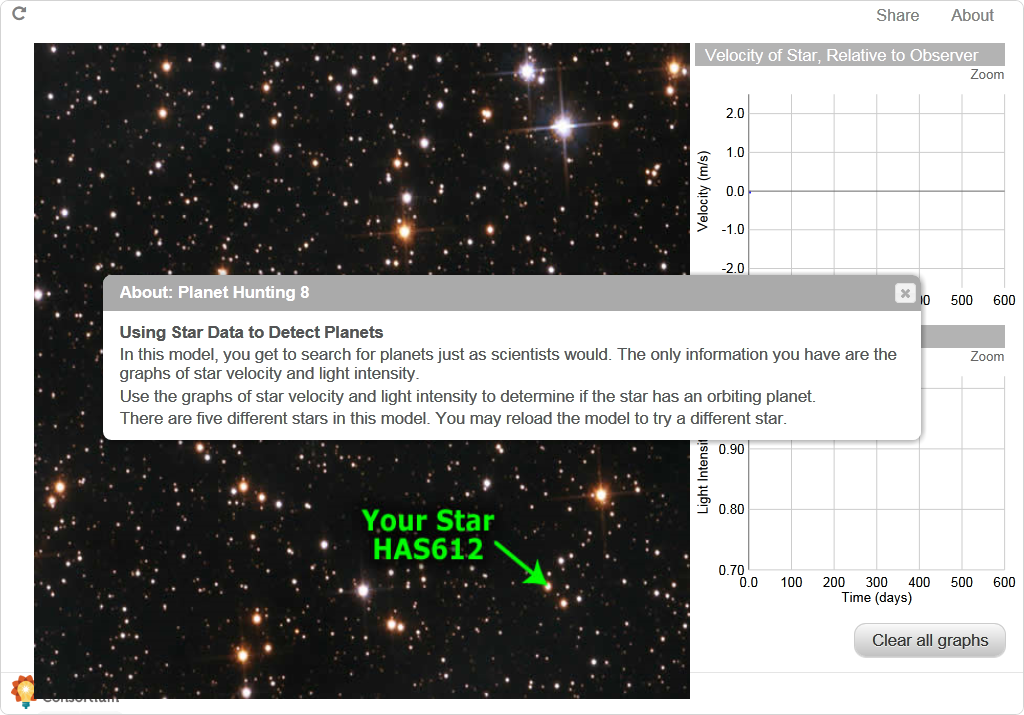 Share About
Velocity of Star, Relative to Observer
Zoom
Velocity (m/s)
2.0
1.0
0.0
-1.0
-2.0
500 600
About: Planet Hunting 8
Using Star Data to Detect Planets
In this model, you get to search for planets just as scientists would. The only information you have are the
graphs of star velocity and light intensity.
Use the graphs of star velocity and light intensity to determine if the star has an orbiting planet.
There are five different stars in this model. You may reload the model to try a different star.
Zoom
Light
0.90
0.80
0.70
0.0 100 200 300 400 500 600
Time (days)
Your Star
HAS612
Clear all graphs